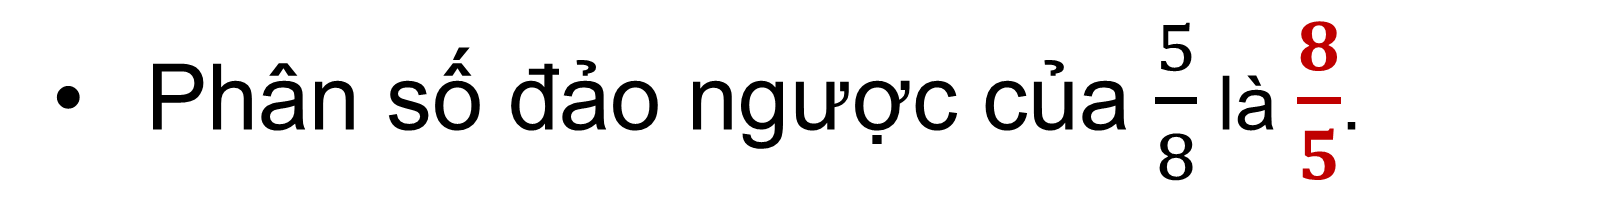 • Phân số đảo ngược của 5/8 là 8/5.